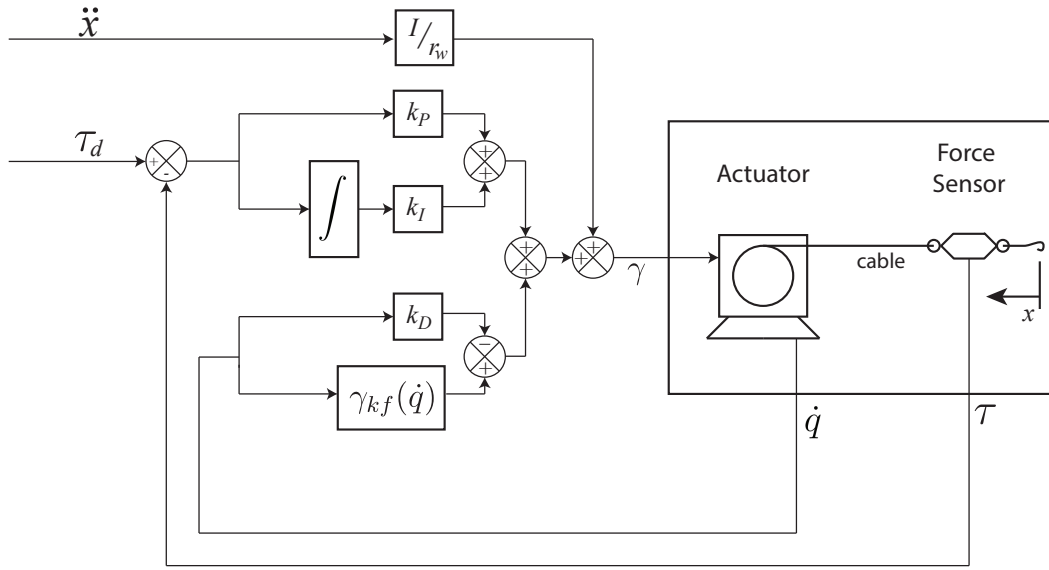 ẍ
I/r_w
τ_d
+
-
k_P
∫
k_I
+
+
+
+
+
+
γ
k_D
γ_kf(q̇)
−
+
Actuator
Force
Sensor
cable
x
q̇
τ